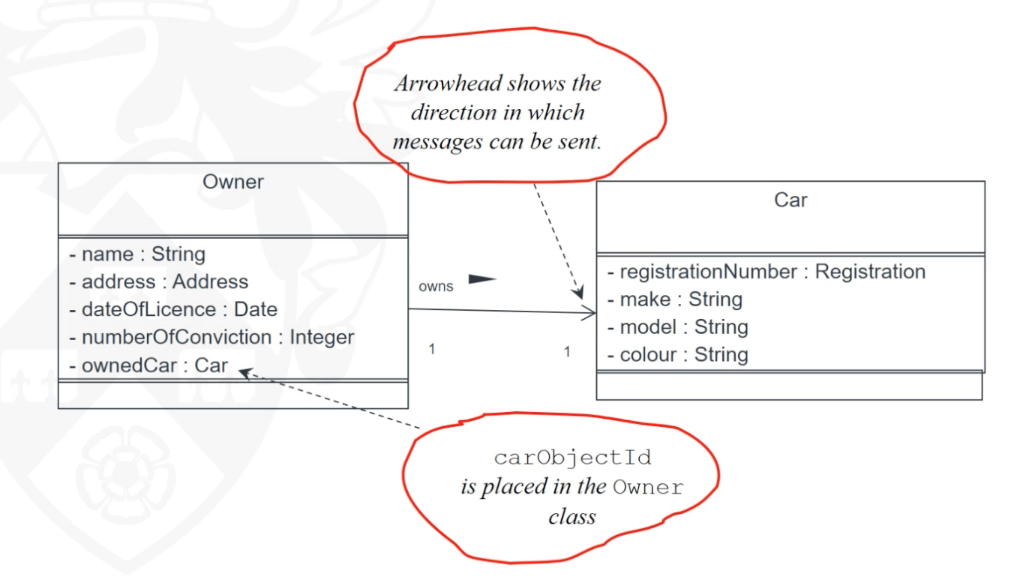 Arrowhead shows the
direction in which
messages can be sent.
Owner
- name : String
- address : Address
- dateOfLicence : Date
- numberOfConviction : Integer
- ownedCar : Car
owns
1
1
Car
- registrationNumber : Registration
- make : String
- model : String
- colour : String
carObjectId
is placed in the Owner
class